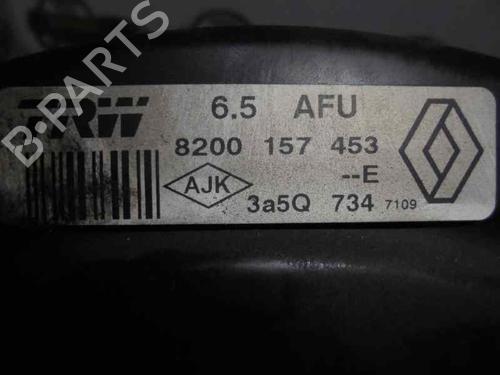 TRW 6.5 AFU
8200 157 453
--E
AJK 3a5Q 734 7109
B-PARTS